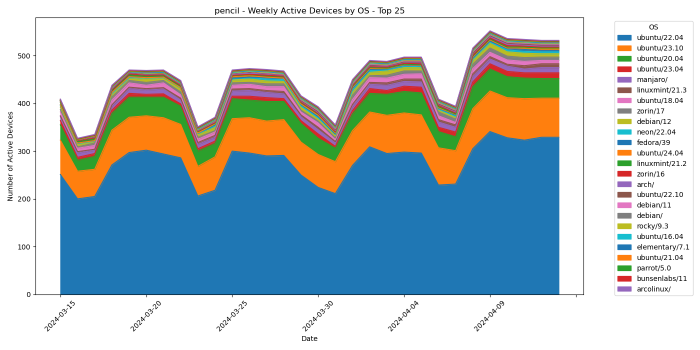 pencil - Weekly Active Devices by OS - Top 25
Number of Active Devices
500
400
300
200
100
0
2024-03-15
2024-03-20
2024-03-25
2024-03-30
2024-04-04
2024-04-09
Date
OS
ubuntu/22.04
ubuntu/23.10
ubuntu/20.04
ubuntu/23.04
manjaro/
linuxmint/21.3
ubuntu/18.04
zorin/17
debian/12
neon/22.04
fedora/39
ubuntu/24.04
linuxmint/21.2
zorin/16
arch/
ubuntu/22.10
debian/11
debian/
rocky/9.3
ubuntu/16.04
elementary/7.1
ubuntu/21.04
parrot/5.0
bunsenlabs/11
arcolinux/